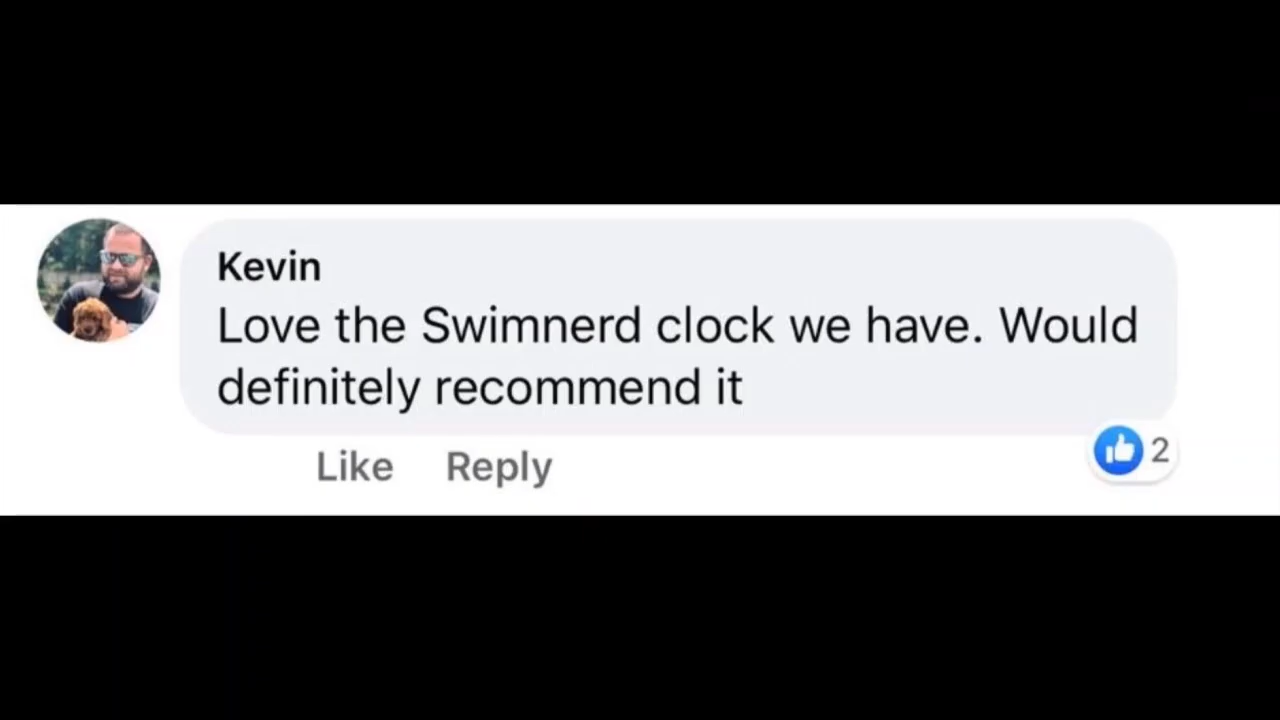 Kevin
Love the Swimnerd clock we have. Would
definitely recommend it
Like Reply
2